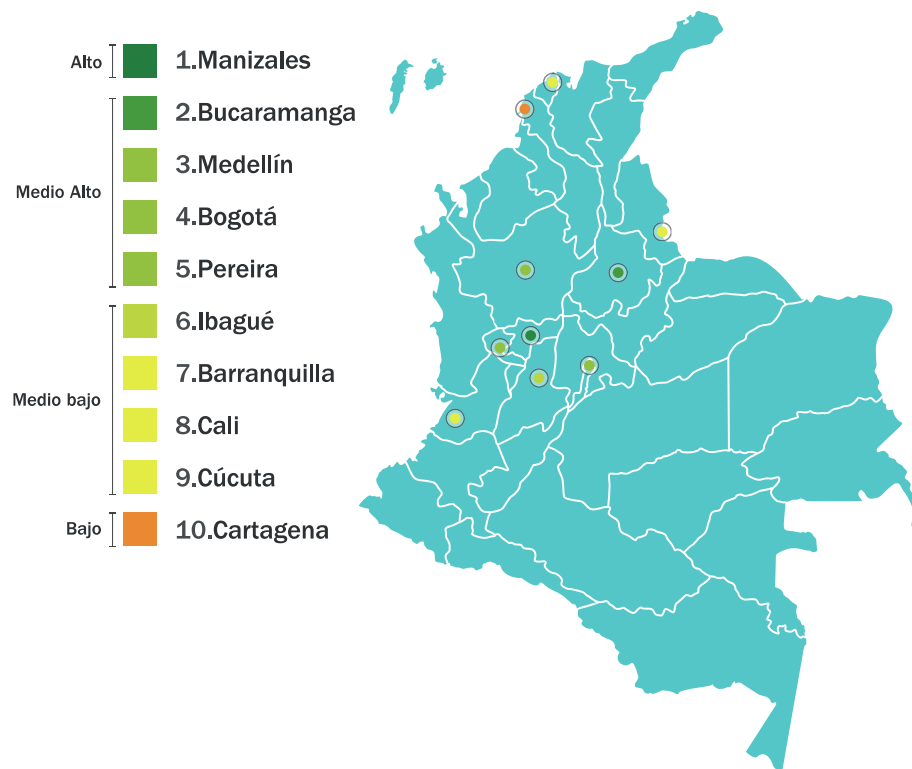 Alto
1.Manizales
Medio Alto
2.Bucaramanga
3.Medellín
4.Bogotá
5.Pereira
Medio bajo
6.Ibagué
7.Barranquilla
8.Cali
9.Cúcuta
Bajo
10.Cartagena